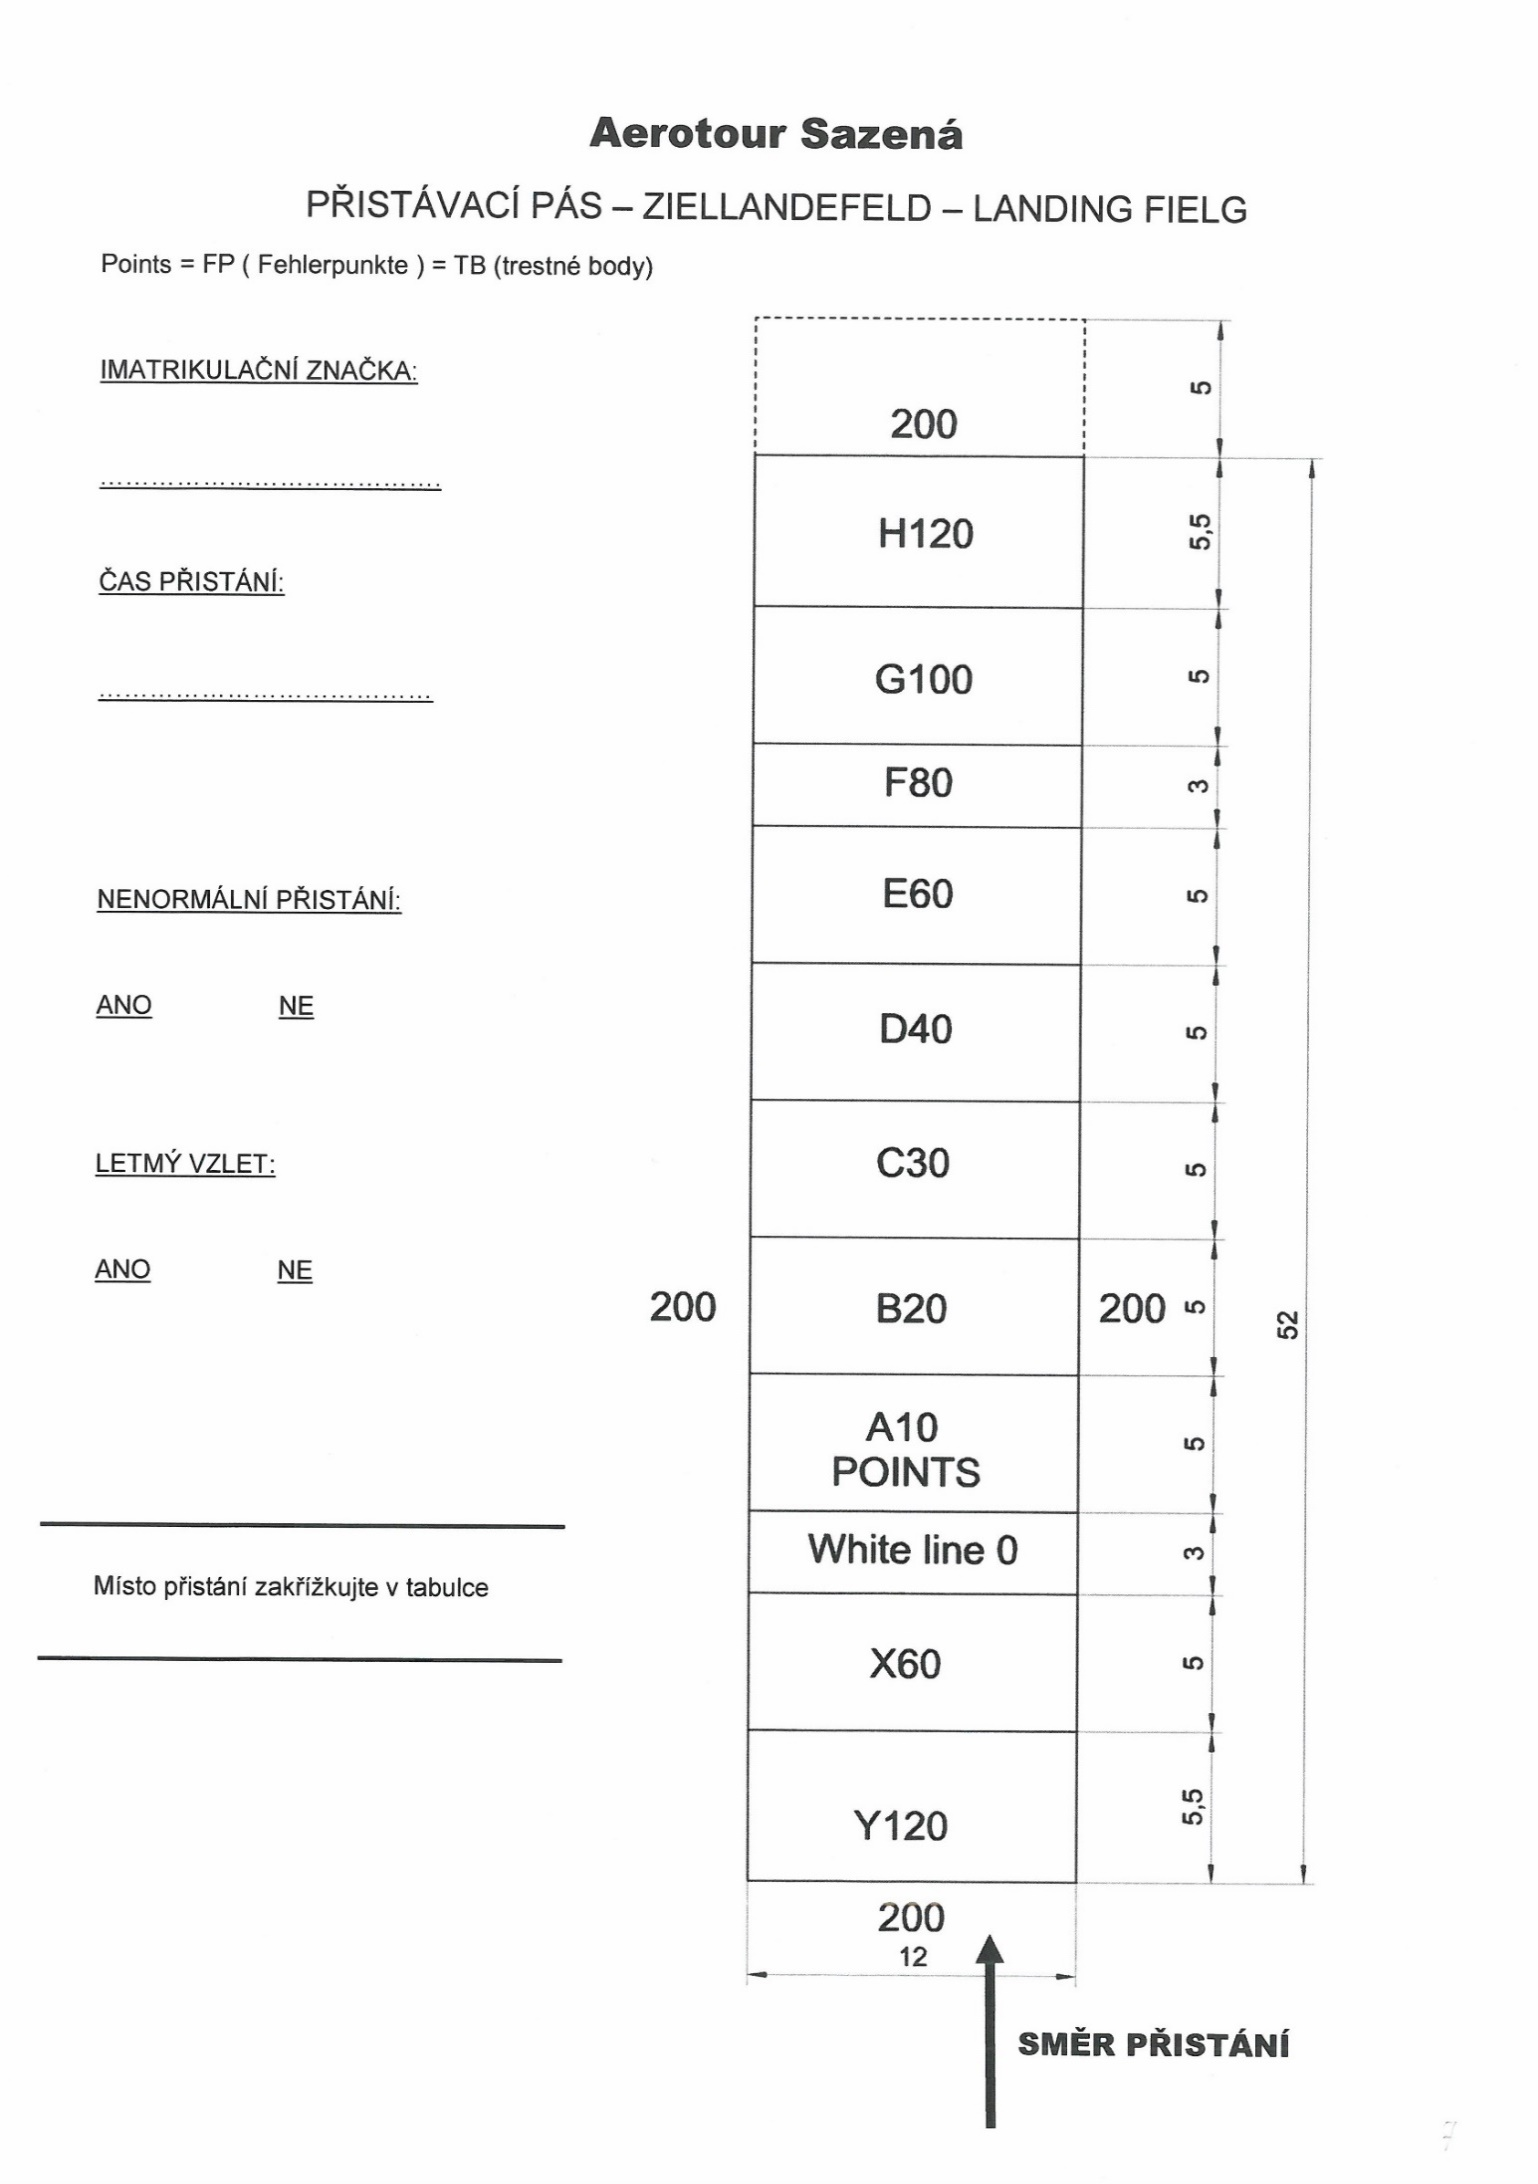 Aerotour Sazená
PŘISTÁVACÍ PÁS – ZIELLANDEFELD – LANDING FIELG
Points = FP ( Fehlerpunkte ) = TB (trestné body)
IMATRIKULAČNÍ ZNAČKA:
........................................
ČAS PŘISTÁNÍ:
.......................................
NENORMÁLNÍ PŘISTÁNÍ:
ANO NE
LETMÝ VZLET:
ANO NE
Místo přistání zakřížkujte v tabulce
200 5
H120 5,5
G100 5
F80 3
E60 5
D40 5
C30 5
200 B20 200 5
52
A10 5
POINTS
White line 0 3
X60 5
Y120 5,5
200
12
SMĚR PŘISTÁNÍ
7